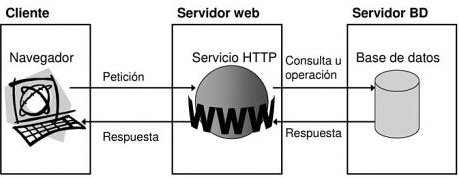 Cliente
Servidor web
Servidor BD
Navegador
Servicio HTTP
Base de datos
Petición
Consulta u
operación
WWW
Respuesta
Respuesta